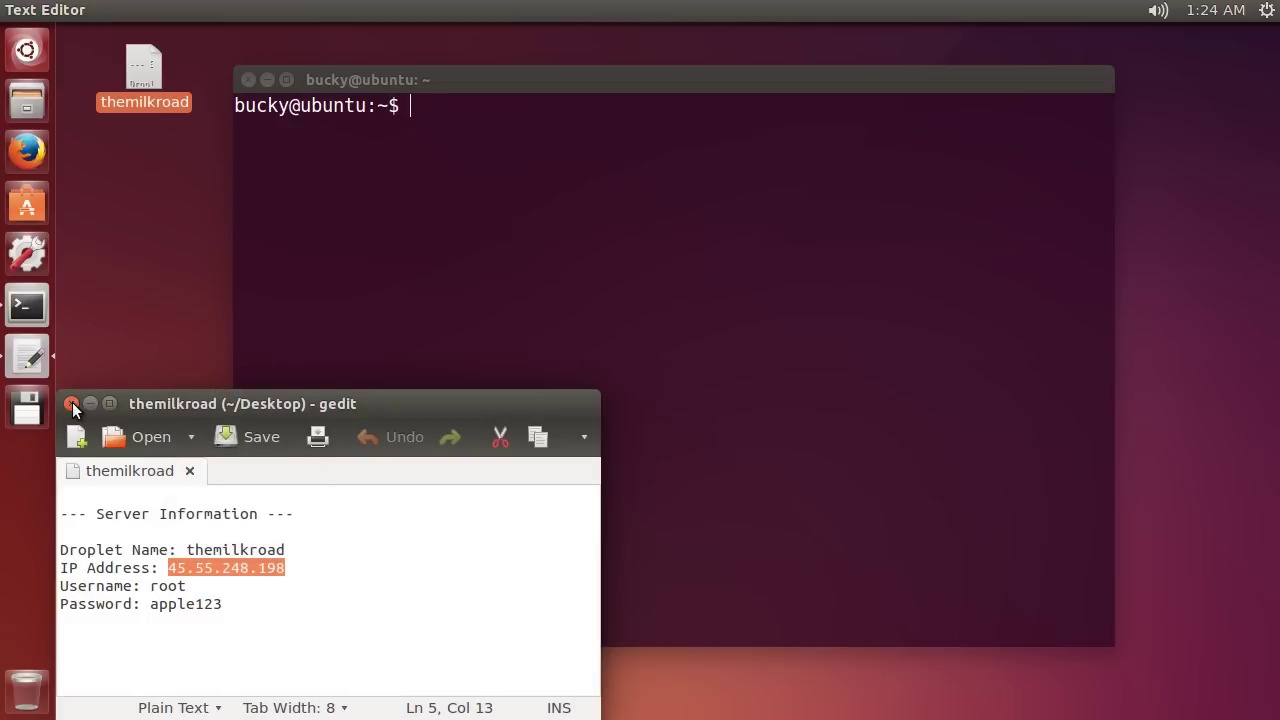 Text Editor
1:24 AM
themilkroad
bucky@ubuntu: ~
bucky@ubuntu:~$
themilkroad (~/Desktop) - gedit
Open Save Undo
themilkroad
--- Server Information ---
Droplet Name: themilkroad
IP Address: 45.55.248.198
Username: root
Password: apple123
Plain Text Tab Width: 8 Ln 5, Col 13 INS